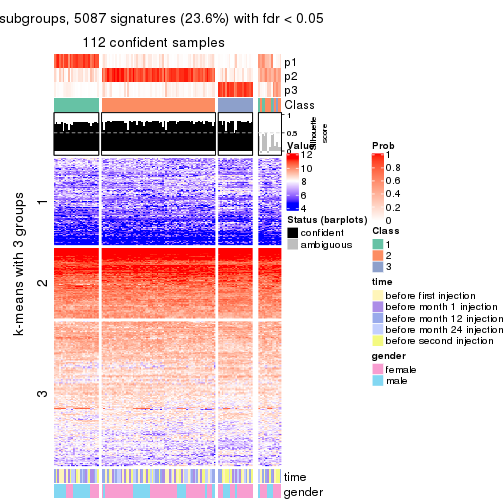 subgroups, 5087 signatures (23.6%) with fdr < 0.05
112 confident samples
p1
p2
p3
Class
1
0.5
0
Silhouette
score
k-means with 3 groups
1
2
3
time
gender
Value
12
10
8
6
4
Status (barplots)
confident
ambiguous
Prob
1
0.8
0.6
0.4
0.2
0
Class
1
2
3
time
before first injection
before month 1 injection
before month 12 injection
before month 24 injection
before second injection
gender
female
male